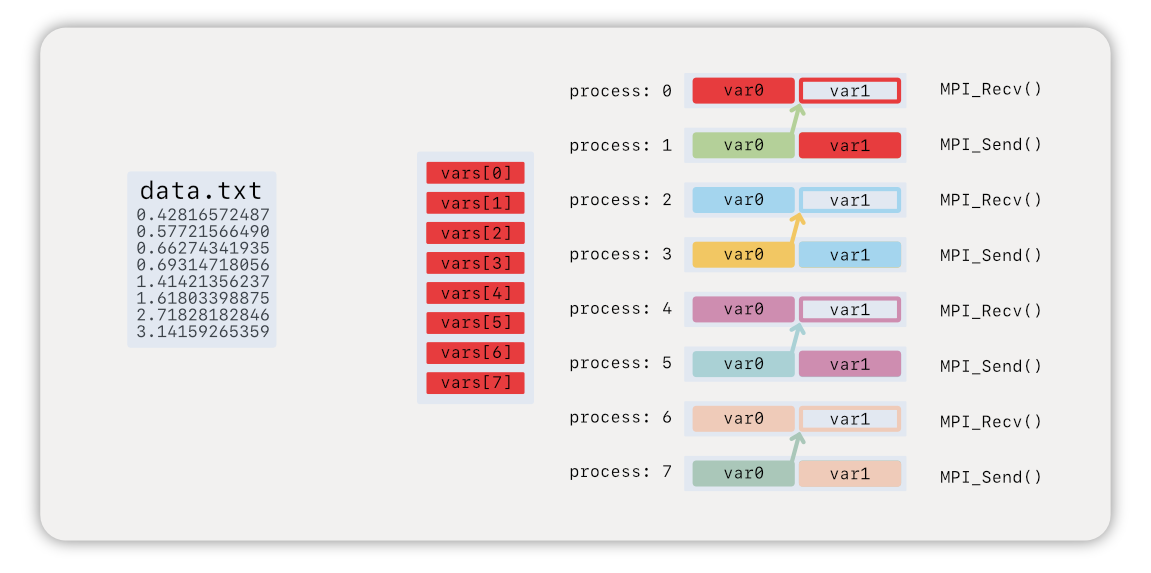 data.txt
0.42816572487
0.57721566490
0.66274341935
0.69314718056
1.41421356237
1.61803398875
2.71828182846
3.14159265359
vars[0]
vars[1]
vars[2]
vars[3]
vars[4]
vars[5]
vars[6]
vars[7]
process: 0 var0 var1 MPI_Recv()
process: 1 var0 var1 MPI_Send()
process: 2 var0 var1 MPI_Recv()
process: 3 var0 var1 MPI_Send()
process: 4 var0 var1 MPI_Recv()
process: 5 var0 var1 MPI_Send()
process: 6 var0 var1 MPI_Recv()
process: 7 var0 var1 MPI_Send()